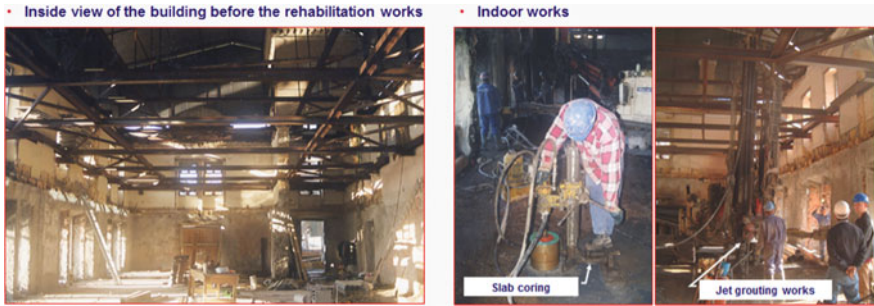 • Inside view of the building before the rehabilitation works
• Indoor works
Slab coring
Jet grouting works